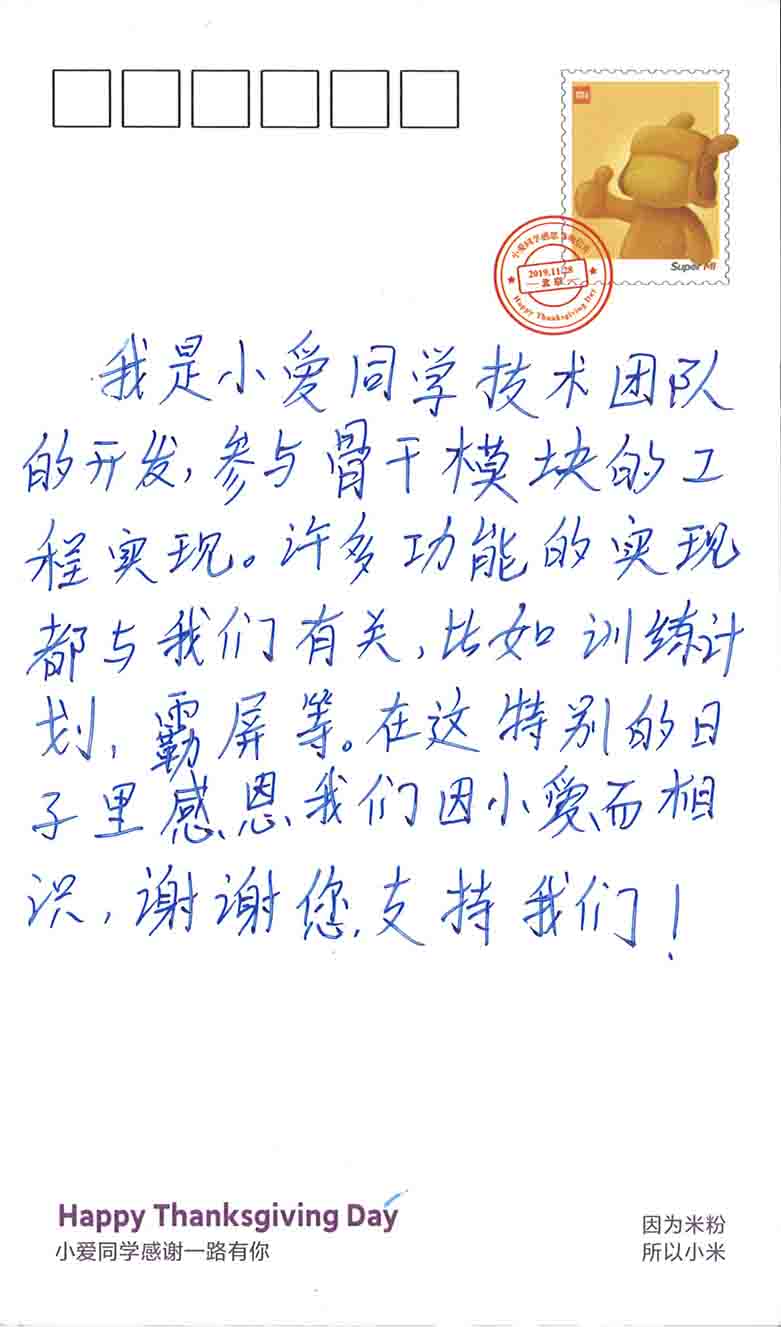 Mi
Super MI
小爱同学感恩节明信片
2019.11.28
北京
Happy Thanksgiving Day
我是小爱同学技术团队
的开发,参与骨干模块的工
程实现。许多功能的实现
都与我们有关,比如训练计
划,霸屏等。在这特别的日
子里感恩我们因小爱而相
识,谢谢您支持我们!
Happy Thanksgiving Day
小爱同学感谢一路有你
因为米粉
所以小米